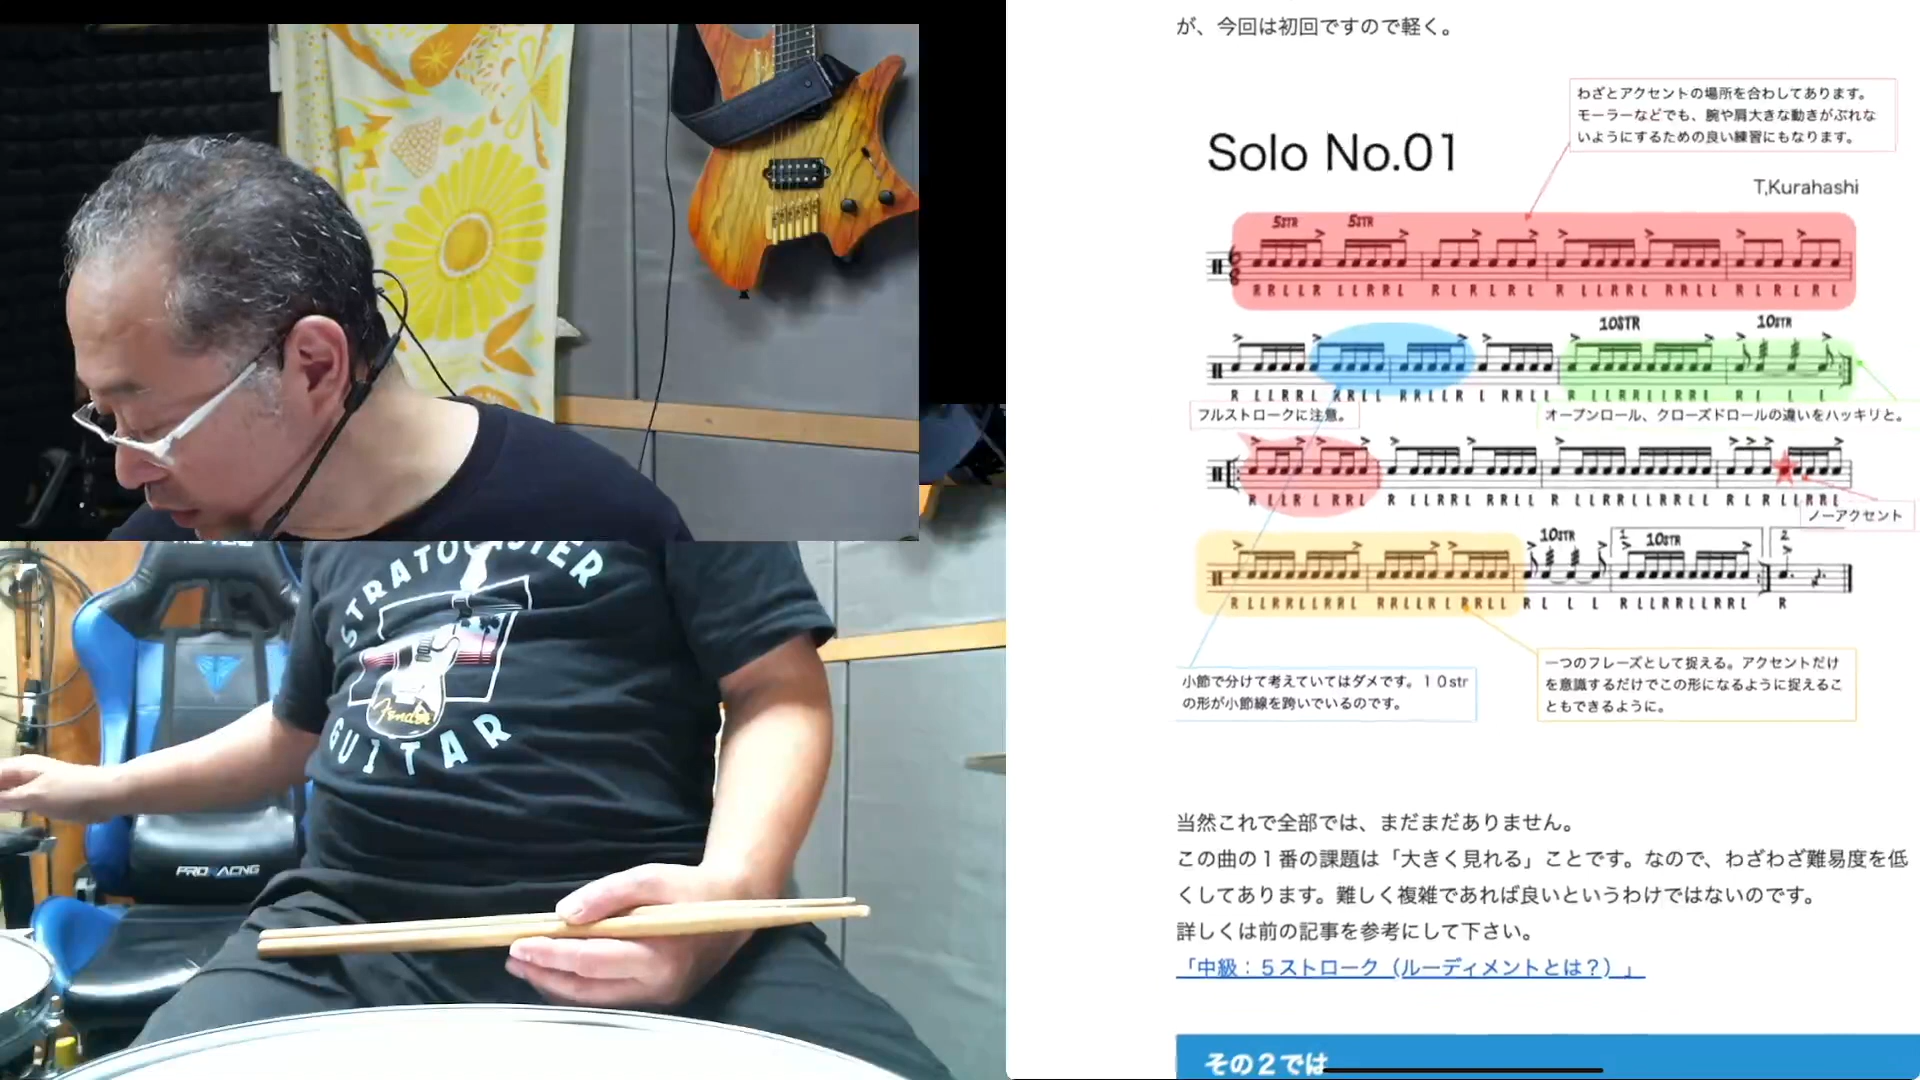 が、今回は初回ですので軽く。
わざとアクセントの場所を合わしてあります。
モーラーなどでも、腕や肩大きな動きがぶれな
いようにするための良い練習にもなります。
Solo No.01
T,Kurahashi
5STR 5STR
R R L L R L L R R L R L R L R L R L L R R L R L L R R L R L R L R L
10STR 10STR
フルストロークに注意。
オープンロール、クローズドロールの違いをハッキリと。
ノーアクセント
10STR 1. 10STR 2.
R L L R R L L R R L R R L L R L R R L L R L L L R L L R R L L R R L R
小節で分けて考えていてはダメです。１０str
の形が小節線を跨いでいるのです。
一つのフレーズとして捉える。アクセントだけ
を意識するだけでこの形になるように捉えるこ
ともできるように。
当然これで全部では、まだまだありません。
この曲の１番の課題は「大きく見れる」ことです。なので、わざわざ難易度を低
くしてあります。難しく複雑であれば良いというわけではないのです。
詳しくは前の記事を参考にして下さい。
「中級：５ストローク（ルーディメントとは？）」
その２では
STRATOCASTER
Fender
GUITAR